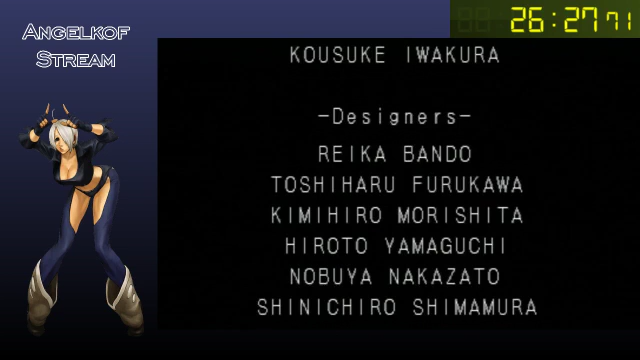 Angelkof
Stream
26:27 71
KOUSUKE IWAKURA
-Designers-
REIKA BANDO
TOSHIHARU FURUKAWA
KIMIHIRO MORISHITA
HIROTO YAMAGUCHI
NOBUYA NAKAZATO
SHINICHIRO SHIMAMURA